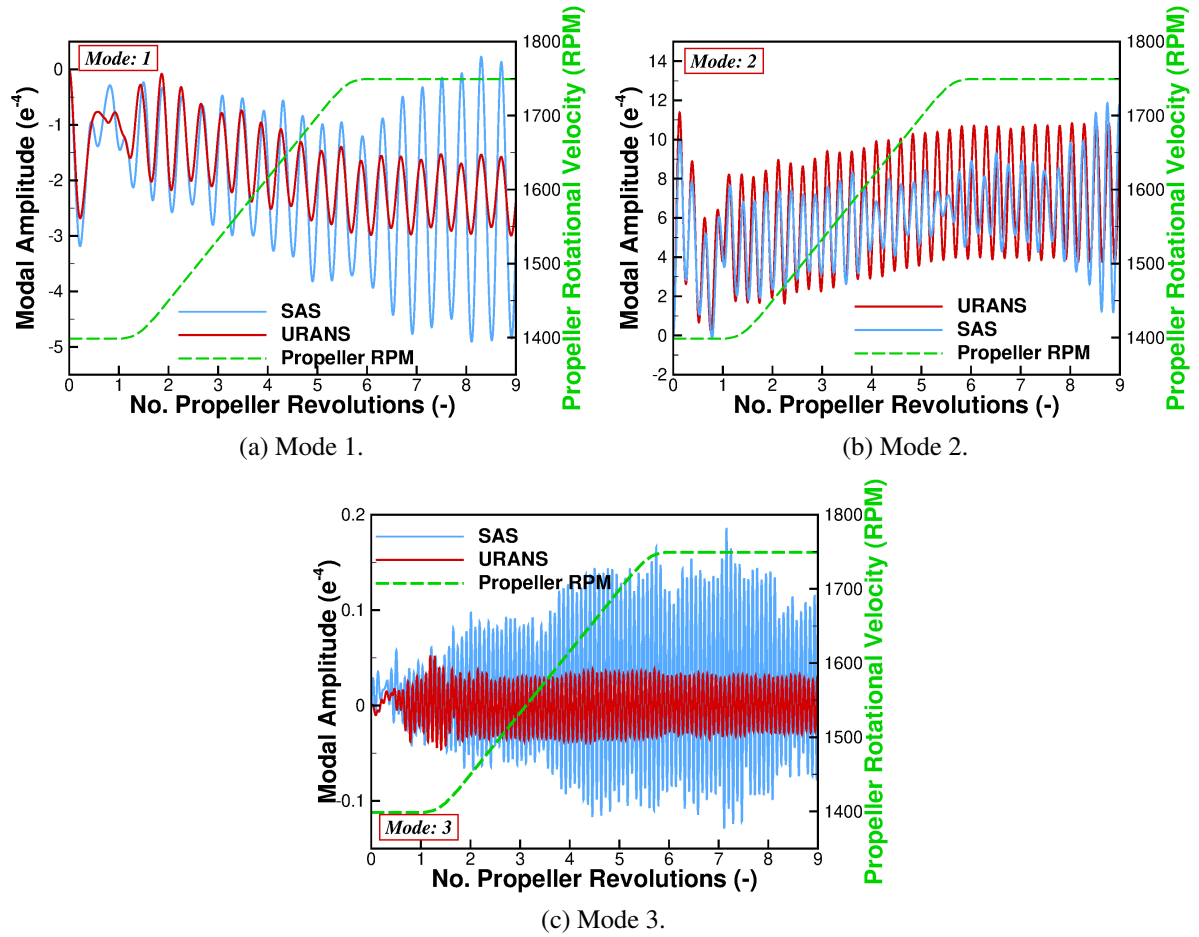 Mode: 1
Modal Amplitude (e-4)
0
-1
-2
-3
-4
-5
SAS
URANS
Propeller RPM
0 1 2 3 4 5 6 7 8 9
No. Propeller Revolutions (-)
1800
1700
1600
1500
1400
Propeller Rotational Velocity (RPM)
(a) Mode 1.
Mode: 2
Modal Amplitude (e-4)
14
12
10
8
6
4
2
0
-2
URANS
SAS
Propeller RPM
0 1 2 3 4 5 6 7 8 9
No. Propeller Revolutions (-)
1800
1700
1600
1500
1400
Propeller Rotational Velocity (RPM)
(b) Mode 2.
SAS
URANS
Propeller RPM
Modal Amplitude (e-4)
0.2
0.1
0
-0.1
Mode: 3
0 1 2 3 4 5 6 7 8 9
No. Propeller Revolutions (-)
1800
1700
1600
1500
1400
Propeller Rotational Velocity (RPM)
(c) Mode 3.